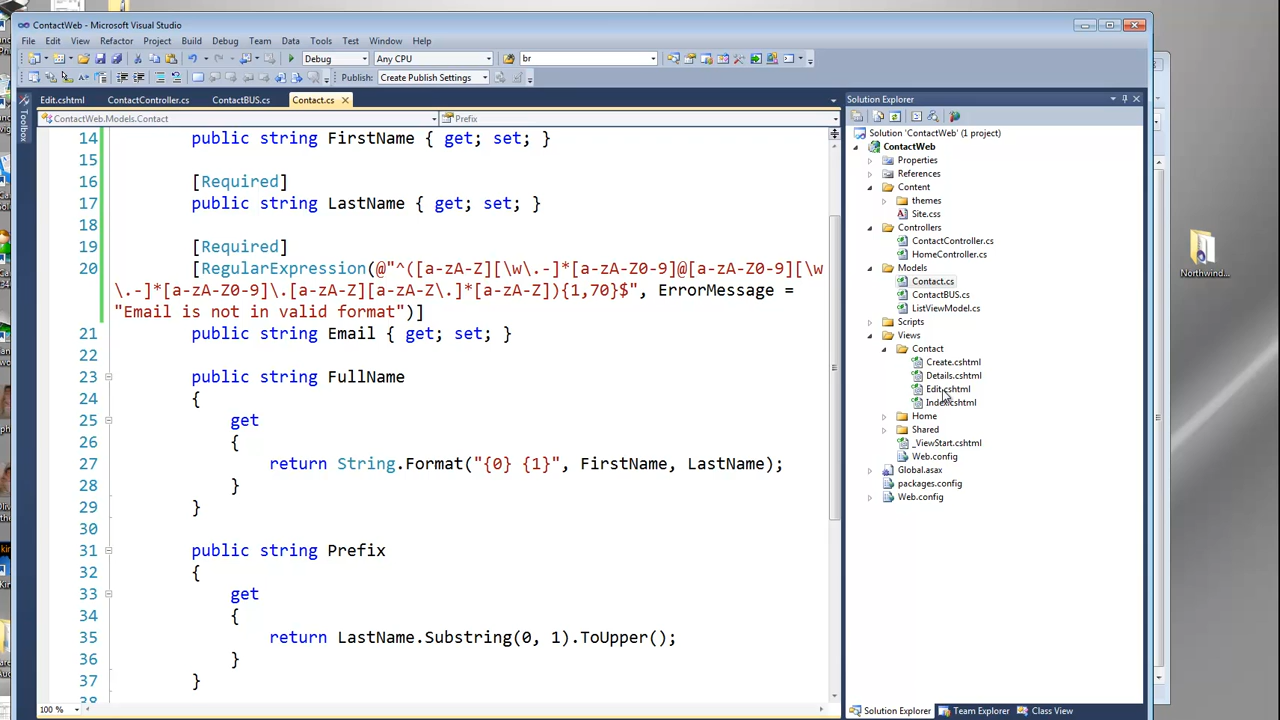 ContactWeb - Microsoft Visual Studio
File Edit View Refactor Project Build Debug Team Data Tools Test Window Help
Debug Any CPU br
Publish: Create Publish Settings
Edit.cshtml ContactController.cs ContactBUS.cs Contact.cs
ContactWeb.Models.Contact Prefix
Toolbox
14 public string FirstName { get; set; }
15
16 [Required]
17 public string LastName { get; set; }
18
19 [Required]
20 [RegularExpression(@"^([a-zA-Z][\w\.-]*[a-zA-Z0-9]@[a-zA-Z0-9][\w
\.-]*[a-zA-Z0-9]\.[a-zA-Z][a-zA-Z\.]*[a-zA-Z]){1,70}$", ErrorMessage =
"Email is not in valid format")]
21 public string Email { get; set; }
22
23 public string FullName
24 {
25 get
26 {
27 return String.Format("{0} {1}", FirstName, LastName);
28 }
29 }
30
31 public string Prefix
32 {
33 get
34 {
35 return LastName.Substring(0, 1).ToUpper();
36 }
37 }
38
100 %
Solution Explorer
Solution 'ContactWeb' (1 project)
ContactWeb
Properties
References
Content
themes
Site.css
Controllers
ContactController.cs
HomeController.cs
Models
Contact.cs
ContactBUS.cs
ListViewModel.cs
Scripts
Views
Contact
Create.cshtml
Details.cshtml
Edit.cshtml
Index.cshtml
Home
Shared
_ViewStart.cshtml
Web.config
Global.asax
packages.config
Web.config
Solution Explorer Team Explorer Class View
Northwind...